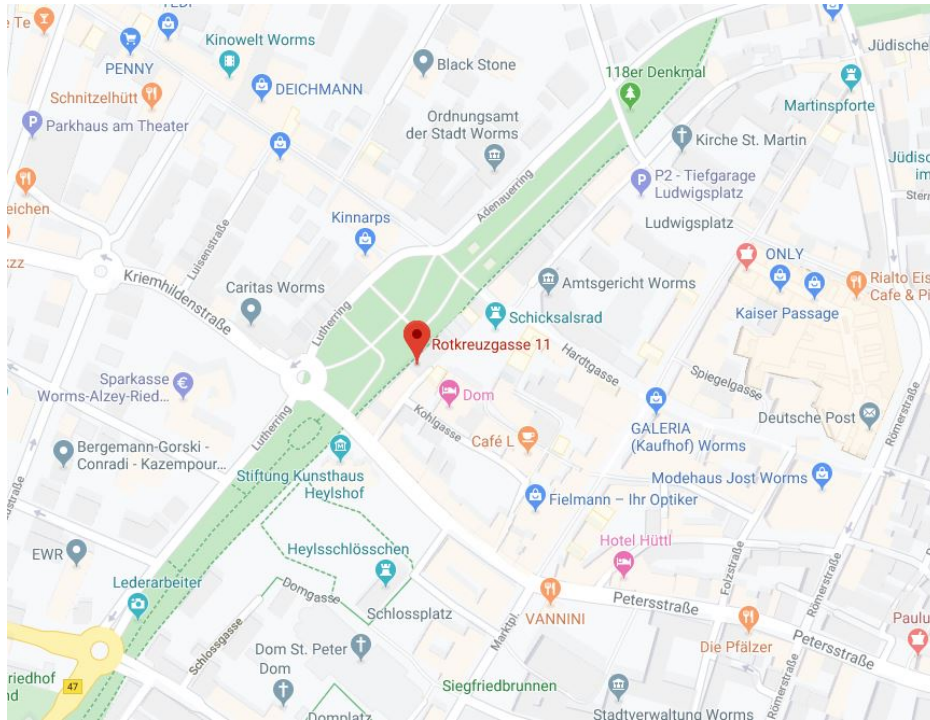 e Te
TEDI
PENNY
Kinowelt Worms
DEICHMANN
Black Stone
118er Denkmal
Jüdische
Martinspforte
Schnitzelhütt
Parkhaus am Theater
Ordnungsamt
der Stadt Worms
Kirche St. Martin
Jüdis
im
P2 - Tiefgarage
Ludwigsplatz
Stern
eichen
Adenauerring
Ludwigsplatz
Kinnarps
Luisenstraße
kzz
ONLY
Rialto Eis
Cafe & Pi
Kriemhildenstraße
Caritas Worms
Lutherring
Amtsgericht Worms
Kaiser Passage
Schicksalsrad
Rotkreuzgasse 11
Hardtgasse
Spiegelgasse
Sparkasse
Worms-Alzey-Ried...
Dom
Kohlgasse
Römerstraße
Deutsche Post
Lutherring
Café L
GALERIA
(Kaufhof) Worms
Bergemann-Gorski -
Conradi - Kazempour...
Stiftung Kunsthaus
Heylshof
Modehaus Jost Worms
Fielmann – Ihr Optiker
EWR
Heylsschlösschen
Hotel Hüttl
Folzstraße
Römerstraße
Lederarbeiter
Domgasse
Schlossplatz
VANNINI
Petersstraße
Marktpl.
Schlossgasse
Die Pfälzer
Petersstraße
Paulu
Dom St. Peter
Dom
riedhof
nd
47
Siegfriedbrunnen
Domplatz
Stadtverwaltung Worms